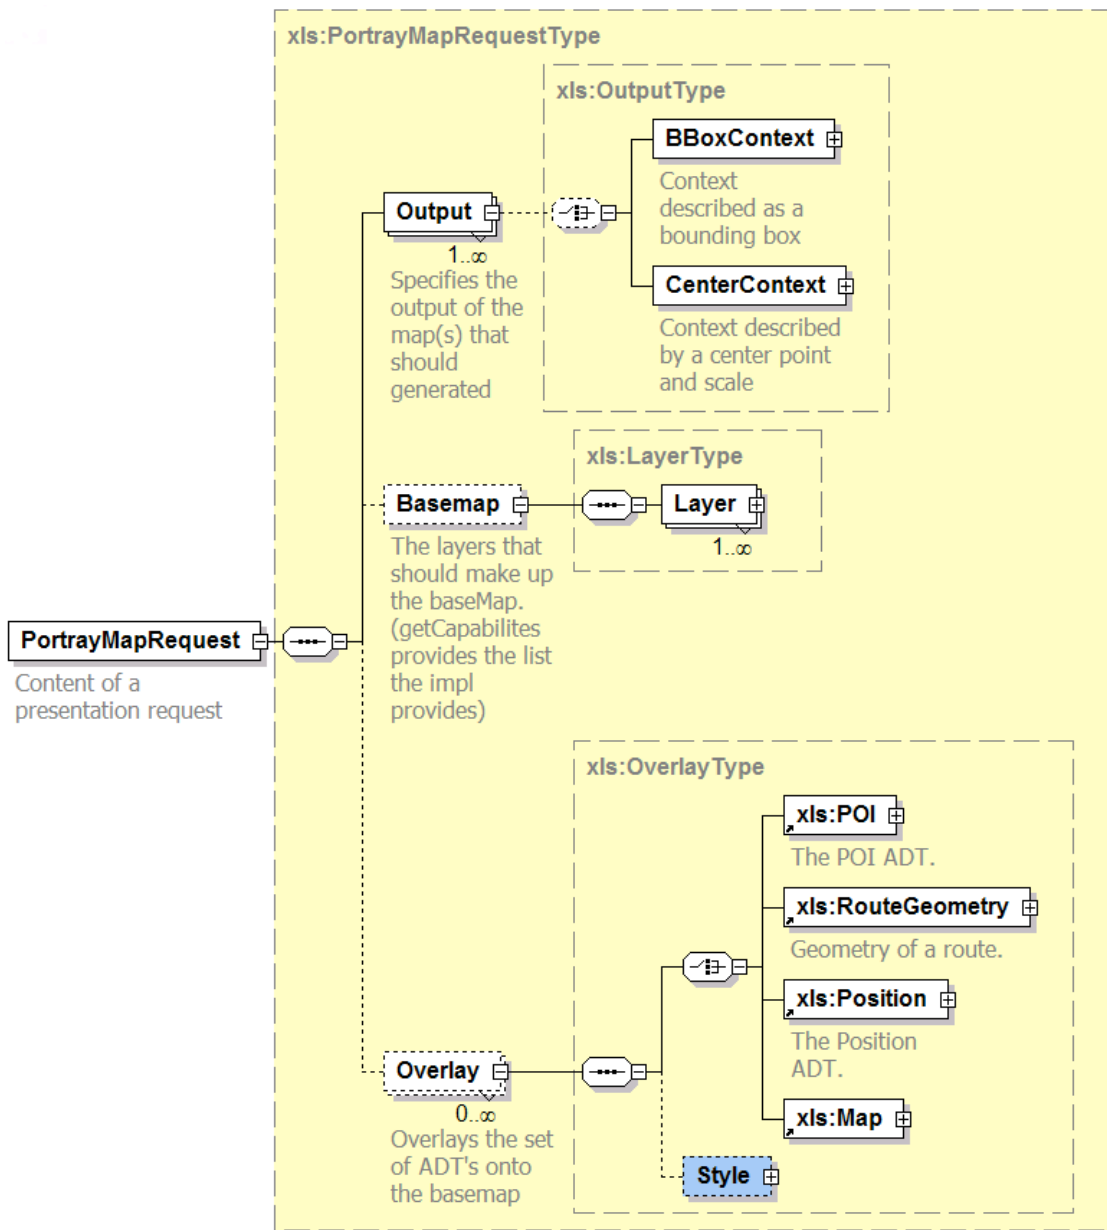 xls:PortrayMapRequestType
xls:OutputType
BBoxContext
Context
described as a
bounding box
Output
1..∞
Specifies the
output of the
map(s) that
should
generated
CenterContext
Context described
by a center point
and scale
xls:LayerType
Basemap
Layer
1..∞
The layers that
should make up
the baseMap.
(getCapabilites
provides the list
the impl
provides)
PortrayMapRequest
Content of a
presentation request
xls:OverlayType
xls:POI
The POI ADT.
xls:RouteGeometry
Geometry of a route.
xls:Position
The Position
ADT.
Overlay
0..∞
Overlays the set
of ADT's onto
the basemap
xls:Map
Style